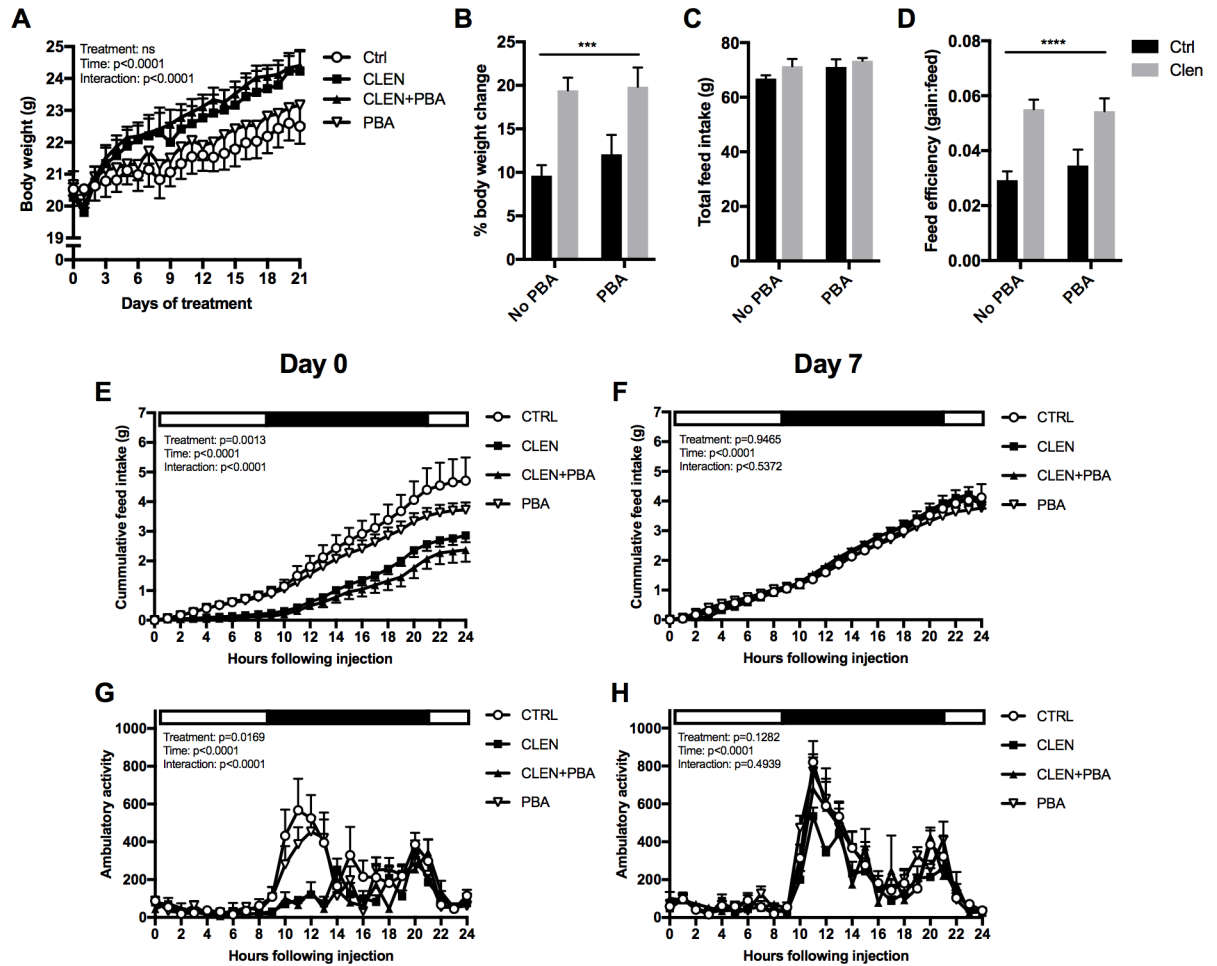 A
Treatment: ns
Time: p<0.0001
Interaction: p<0.0001
Ctrl
CLEN
CLEN+PBA
PBA
Body weight (g)
25
24
23
22
21
20
19
0
0 3 6 9 12 15 18 21
Days of treatment
B
***
% body weight change
25
20
15
10
5
0
No PBA
PBA
C
Total feed intake (g)
80
60
40
20
0
No PBA
PBA
D
****
Feed efficiency (gain:feed)
0.08
0.06
0.04
0.02
0.00
No PBA
PBA
Ctrl
Clen
Day 0
Day 7
E
Treatment: p=0.0013
Time: p<0.0001
Interaction: p<0.0001
CTRL
CLEN
CLEN+PBA
PBA
Cummulative feed intake (g)
7
6
5
4
3
2
1
0
0 2 4 6 8 10 12 14 16 18 20 22 24
Hours following injection
F
Treatment: p=0.9465
Time: p<0.0001
Interaction: p<0.5372
CTRL
CLEN
CLEN+PBA
PBA
Cummulative feed intake (g)
7
6
5
4
3
2
1
0
0 2 4 6 8 10 12 14 16 18 20 22 24
Hours following injection
G
Treatment: p=0.0169
Time: p<0.0001
Interaction: p<0.0001
CTRL
CLEN
CLEN+PBA
PBA
Ambulatory activity
1000
800
600
400
200
0
0 2 4 6 8 10 12 14 16 18 20 22 24
Hours following injection
H
Treatment: p=0.1282
Time: p<0.0001
Interaction: p=0.4939
CTRL
CLEN
CLEN+PBA
PBA
Ambulatory activity
1000
800
600
400
200
0
0 2 4 6 8 10 12 14 16 18 20 22 24
Hours following injection